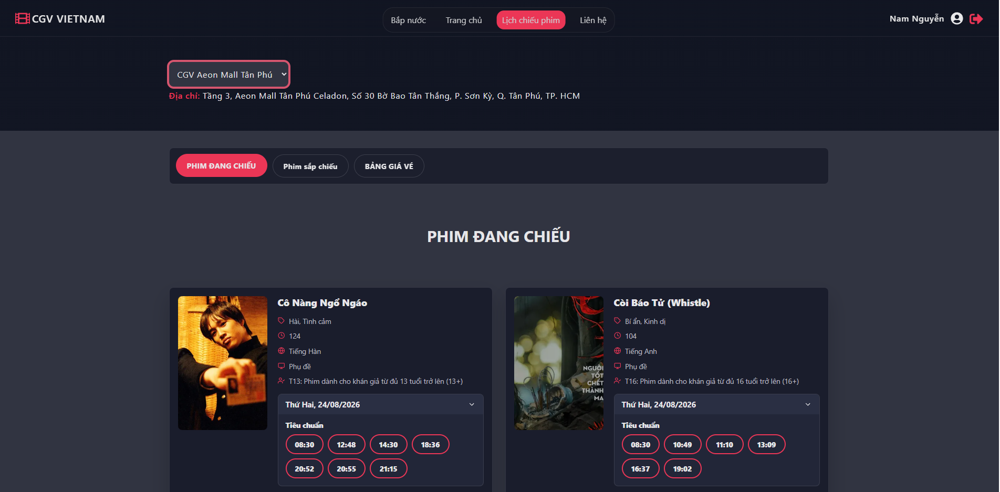 CGV VIETNAM
Bắp nước
Trang chủ
Lịch chiếu phim
Liên hệ
Nam Nguyễn
CGV Aeon Mall Tân Phú
Địa chỉ: Tầng 3, Aeon Mall Tân Phú Celadon, Số 30 Bờ Bao Tân Thắng, P. Sơn Kỳ, Q. Tân Phú, TP. HCM
PHIM ĐANG CHIẾU
Phim sắp chiếu
BẢNG GIÁ VÉ
PHIM ĐANG CHIẾU
Cô Nàng Ngổ Ngáo
Hài, Tình cảm
124
Tiếng Hàn
Phụ đề
T13: Phim dành cho khán giả từ đủ 13 tuổi trở lên (13+)
Thứ Hai, 24/08/2026
Tiêu chuẩn
08:30 12:48 14:30 18:36
20:52 20:55 21:15
Còi Báo Tử (Whistle)
NGƯỜI
TỐT
CHẾT
THÀNH
MA
Bí ẩn, Kinh dị
104
Tiếng Anh
Phụ đề
T16: Phim dành cho khán giả từ đủ 16 tuổi trở lên (16+)
Thứ Hai, 24/08/2026
Tiêu chuẩn
08:30 10:49 11:10 13:09
16:37 19:02